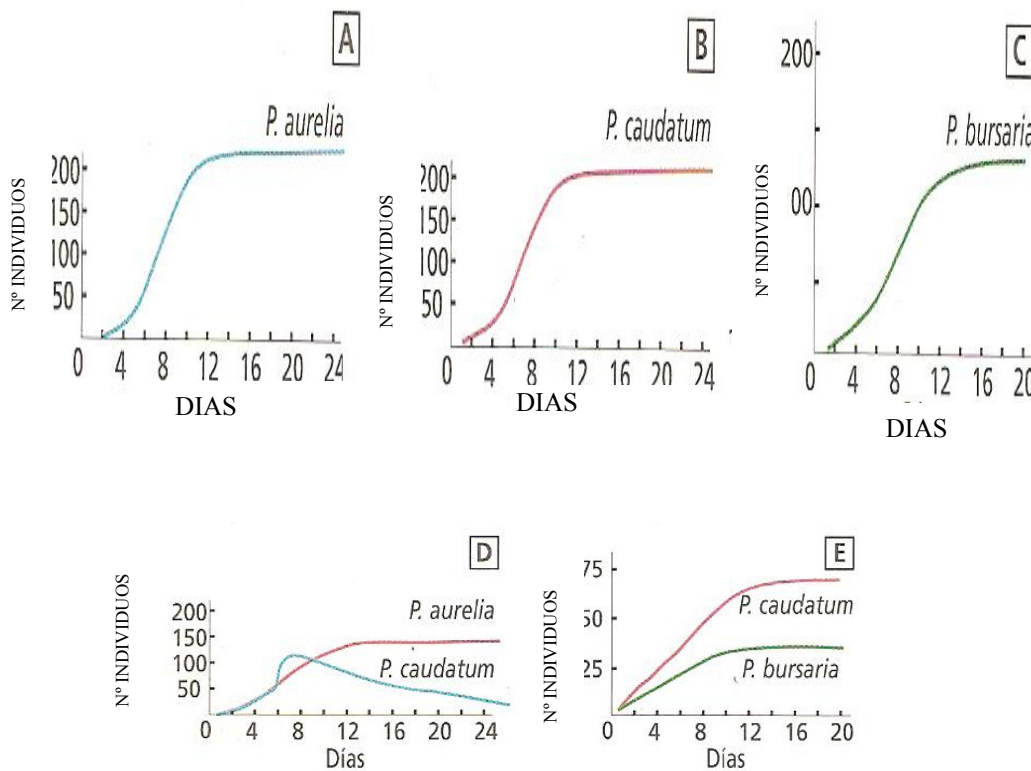 A
P. aurelia
Nº INDIVIDUOS
200
150
100
50
0 4 8 12 16 20 24
DIAS
B
P. caudatum
Nº INDIVIDUOS
200
150
100
50
0 4 8 12 16 20 24
DIAS
C
P. bursaria
Nº INDIVIDUOS
200
00
0 4 8 12 16 20
DIAS
D
Nº INDIVIDUOS
200
150
100
50
P. aurelia
P. caudatum
0 4 8 12 16 20 24
Días
E
Nº INDIVIDUOS
75
50
25
P. caudatum
P. bursaria
0 4 8 12 16 20
Días